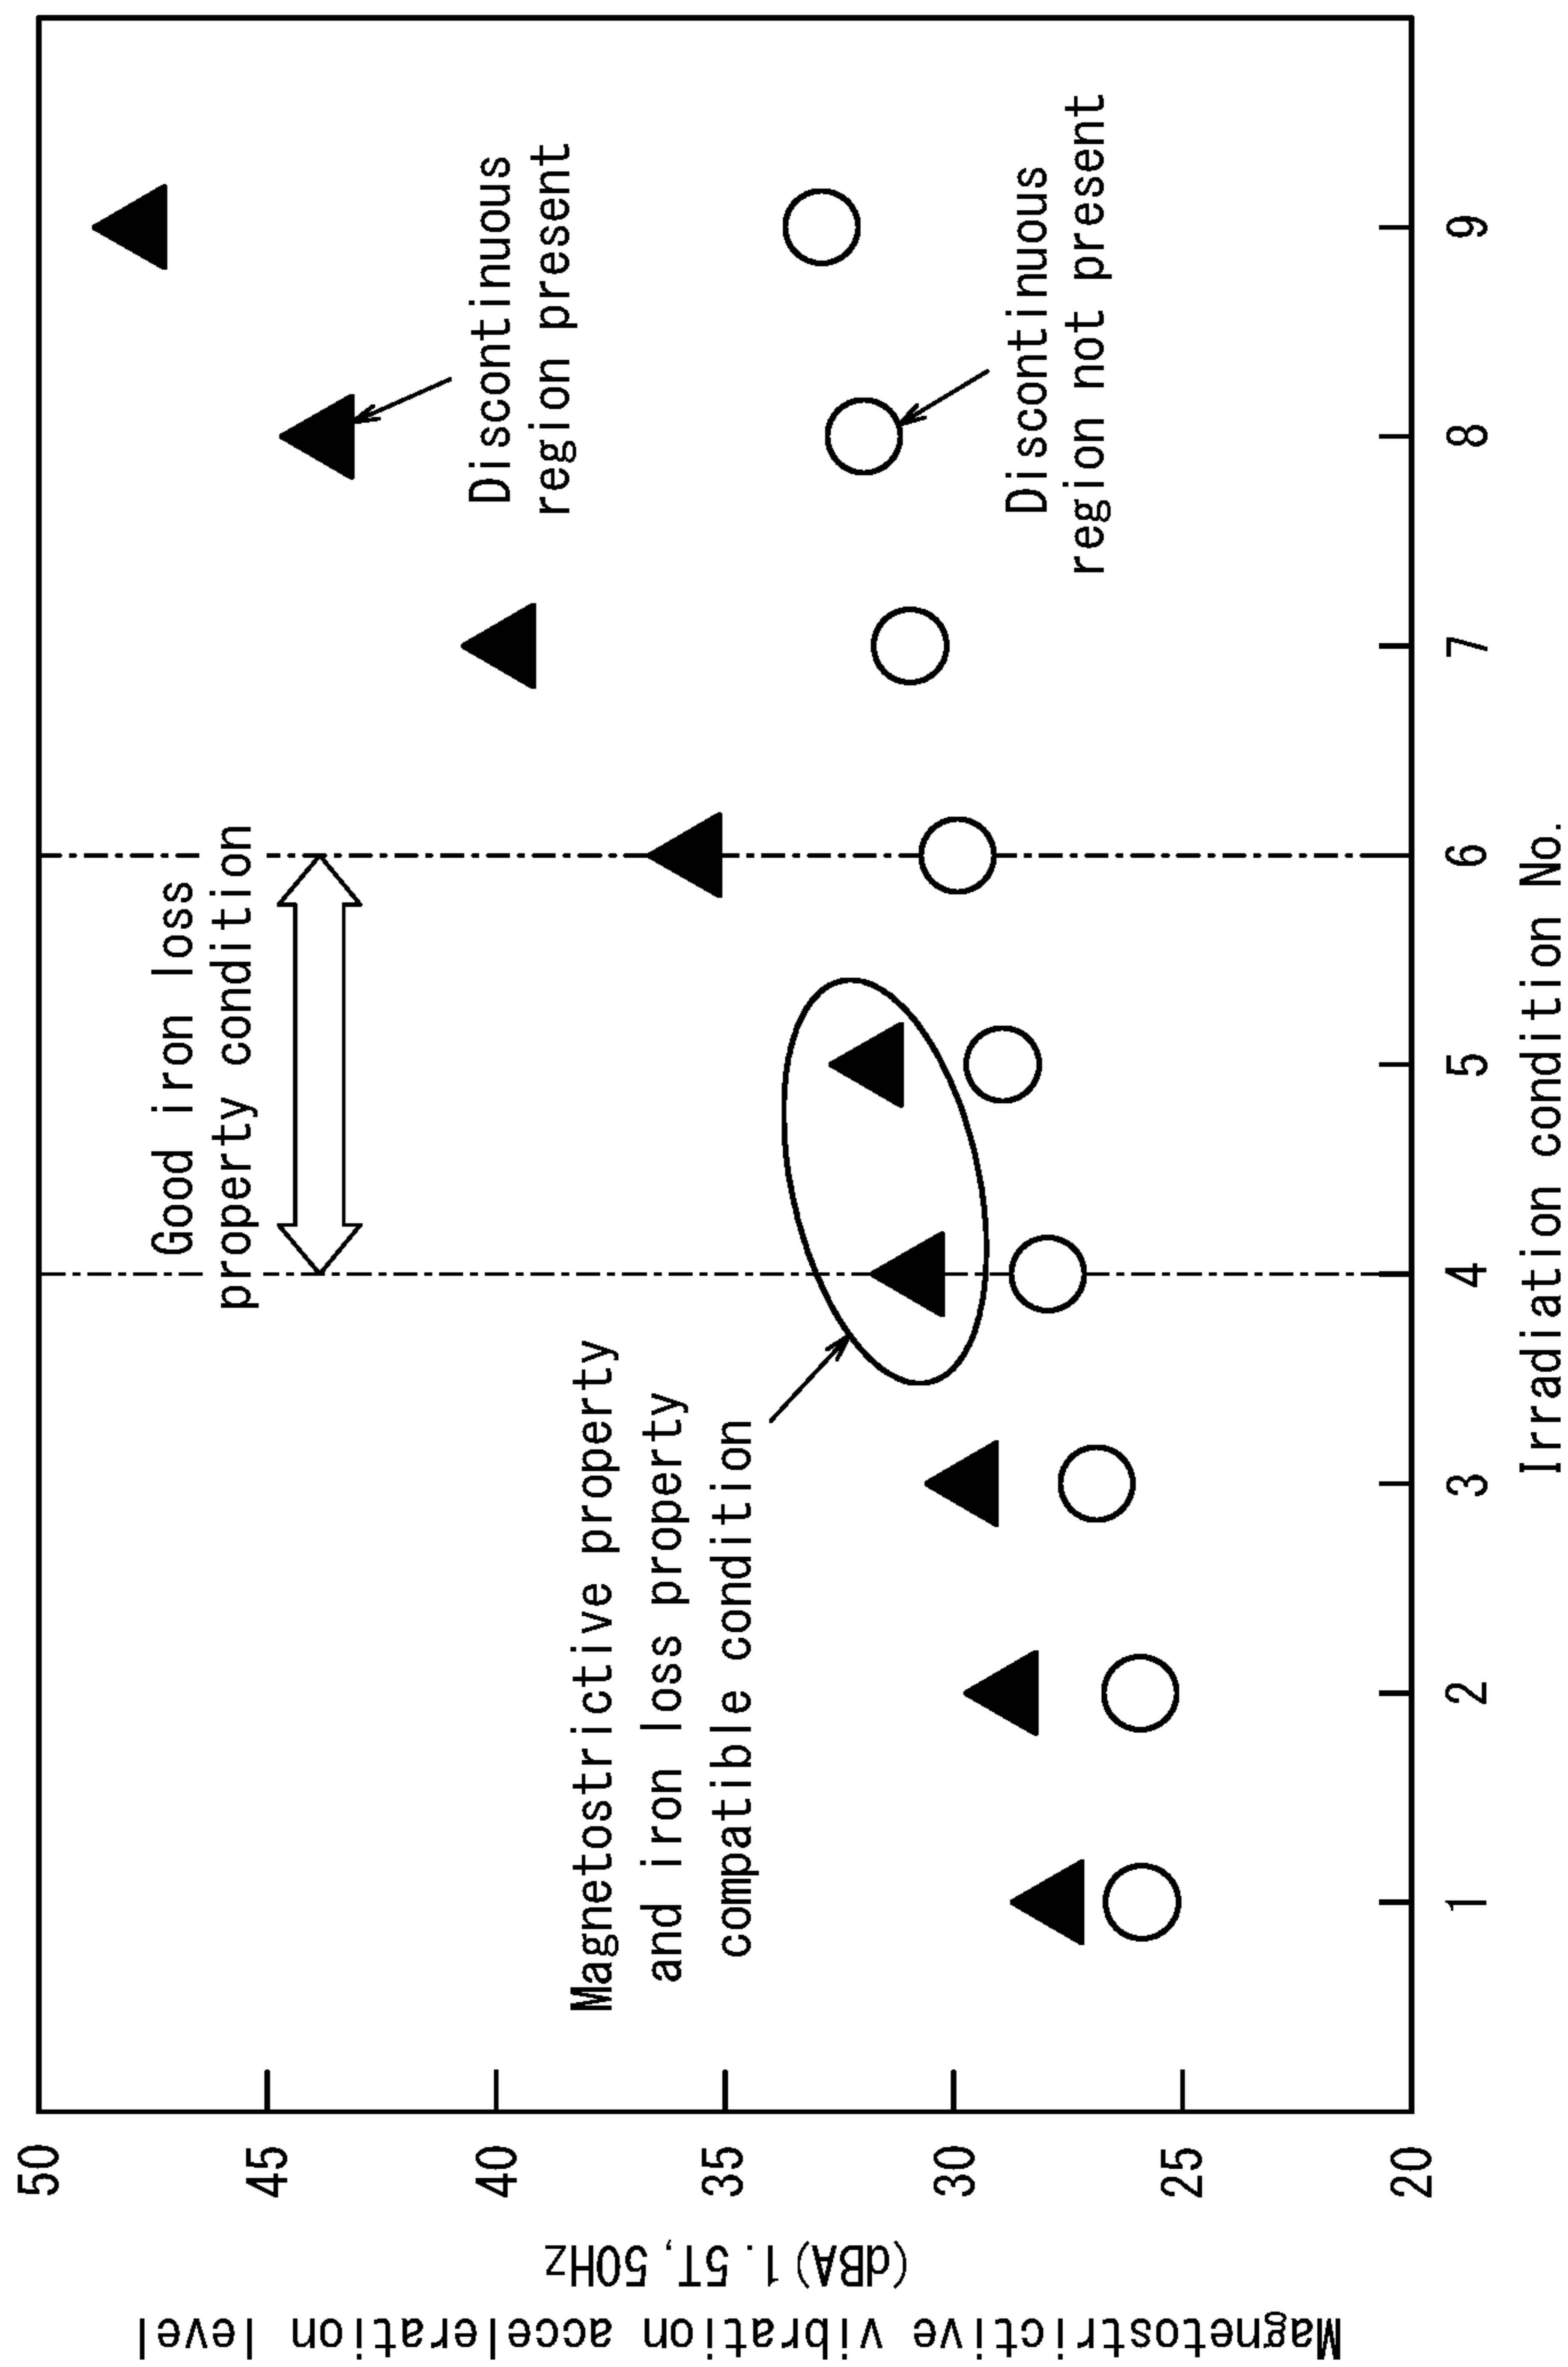 Magnetostrictive vibration acceleration level
(dBA) 1.5T, 50Hz
50
45
40
35
30
25
20
Good iron loss
property condition
Magnetostrictive property
and iron loss property
compatible condition
Discontinuous
region present
Discontinuous
region not present
1 2 3 4 5 6 7 8 9
Irradiation condition No.